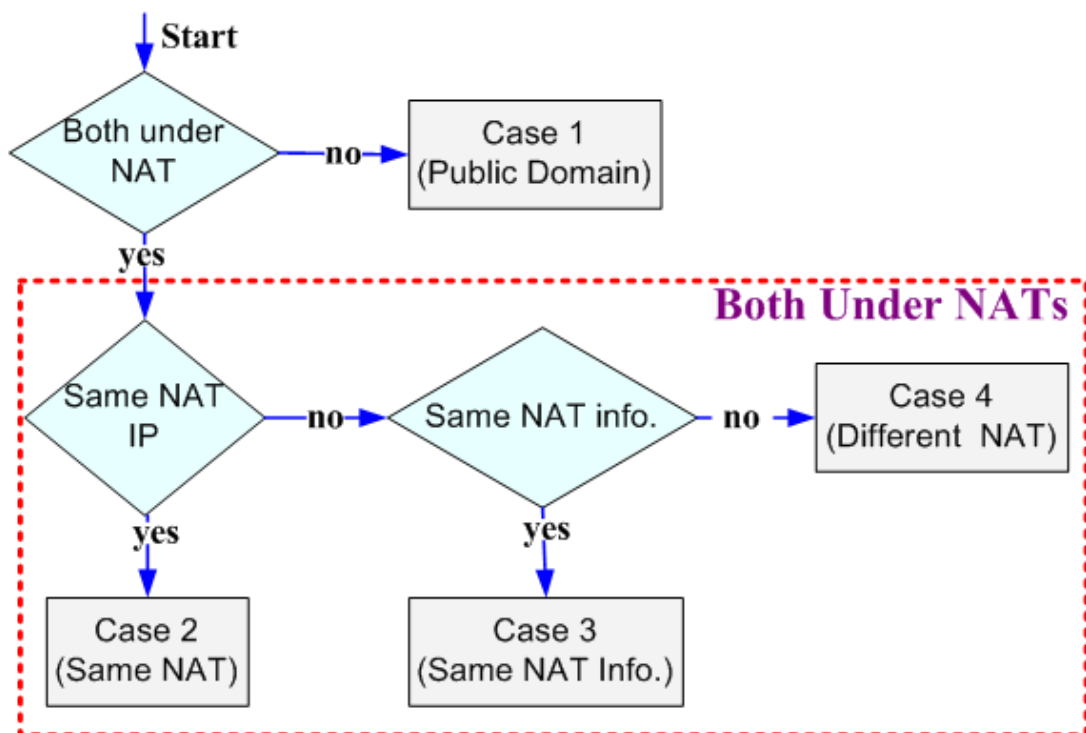 Start
Both under
NAT
no
Case 1
(Public Domain)
yes
Both Under NATs
Same NAT
IP
no
Same NAT info.
no
Case 4
(Different NAT)
yes
yes
Case 2
(Same NAT)
Case 3
(Same NAT Info.)